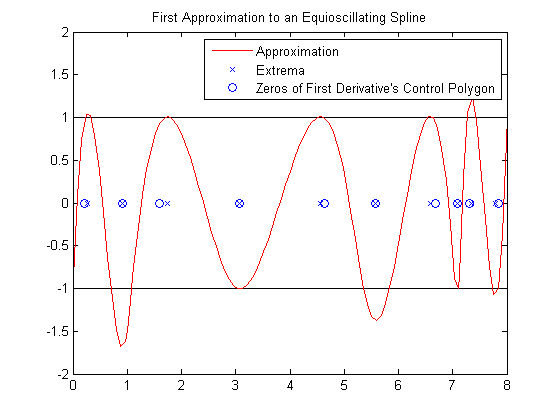 First Approximation to an Equioscillating Spline
2
1.5
1
0.5
0
-0.5
-1
-1.5
-2
Approximation
Extrema
Zeros of First Derivative's Control Polygon
0 1 2 3 4 5 6 7 8